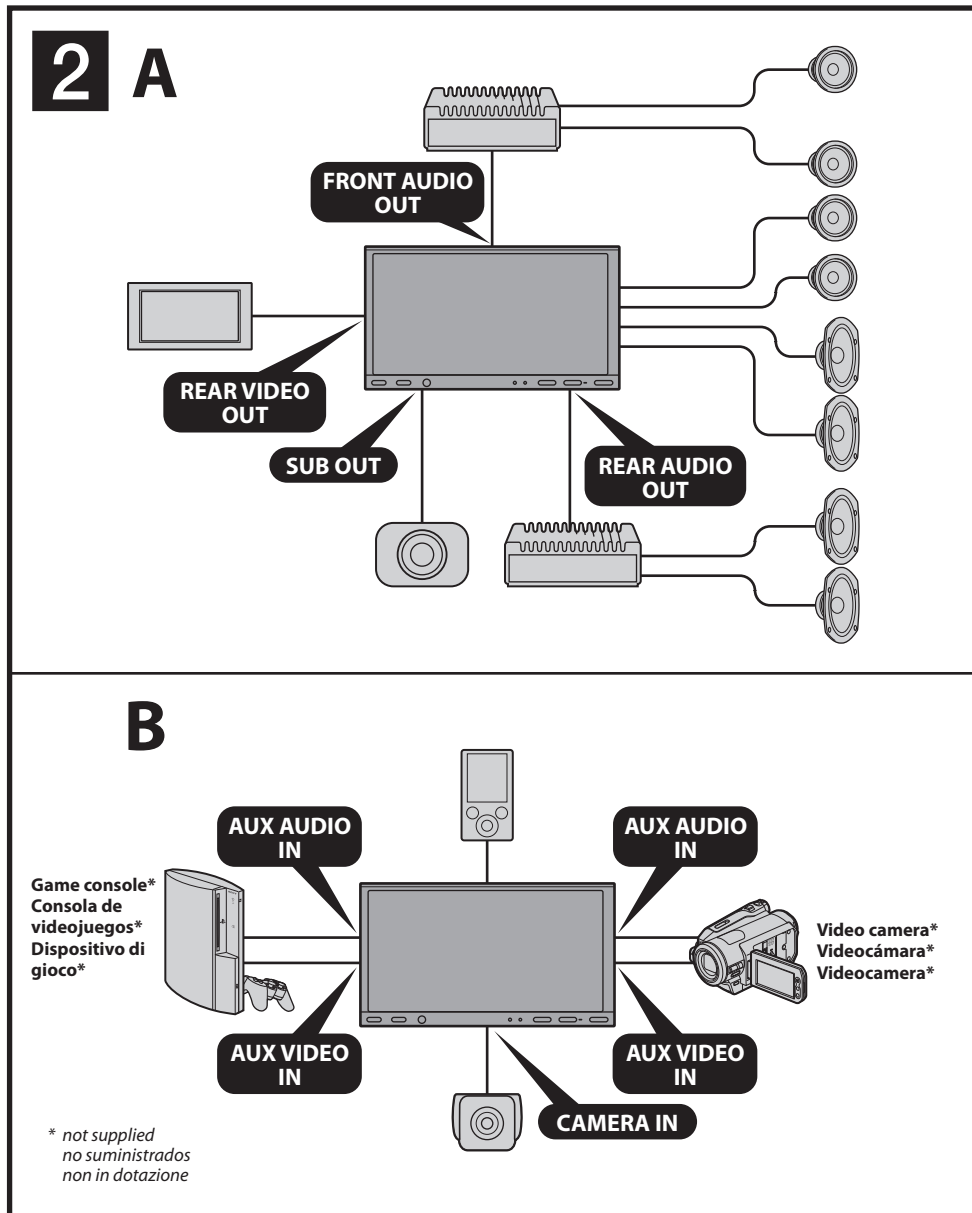 2 A
FRONT AUDIO
OUT
REAR VIDEO
OUT
SUB OUT
REAR AUDIO
OUT
B
AUX AUDIO
IN
AUX AUDIO
IN
Game console*
Consola de
videojuegos*
Dispositivo di
gioco*
Video camera*
Videocámara*
Videocamera*
AUX VIDEO
IN
AUX VIDEO
IN
CAMERA IN
* not supplied
no suministrados
non in dotazione